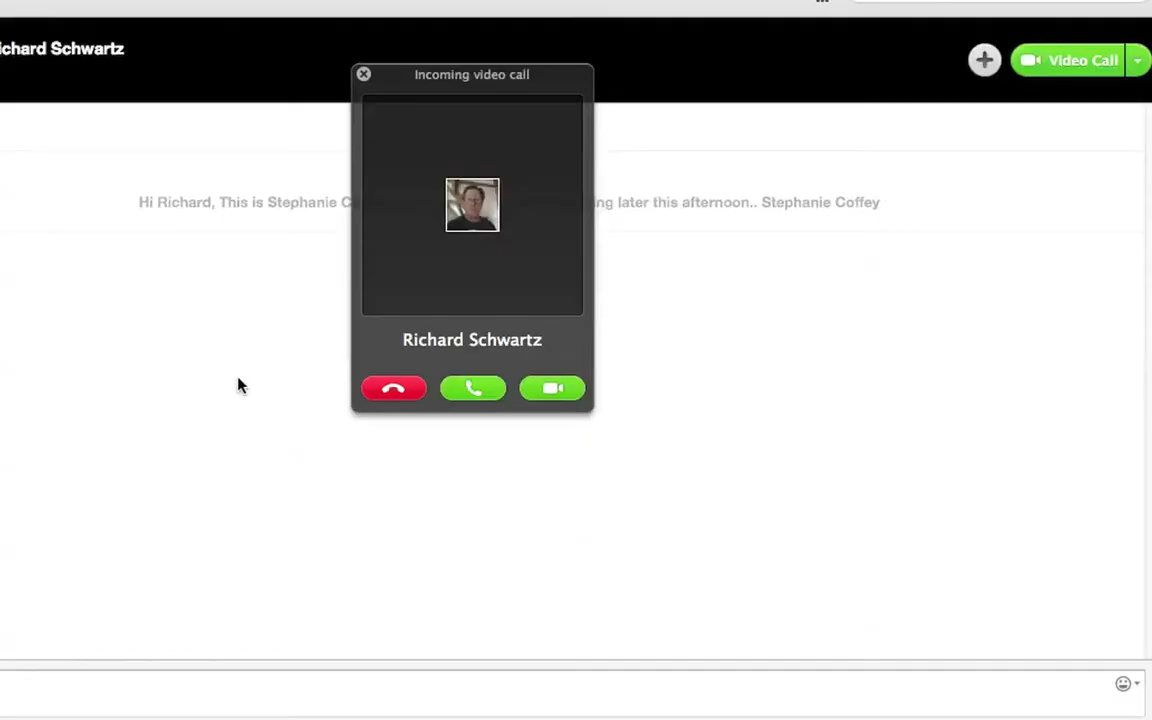 ichard Schwartz
Video Call
Incoming video call
Hi Richard, This is Stephanie C
ng later this afternoon.. Stephanie Coffey
Richard Schwartz